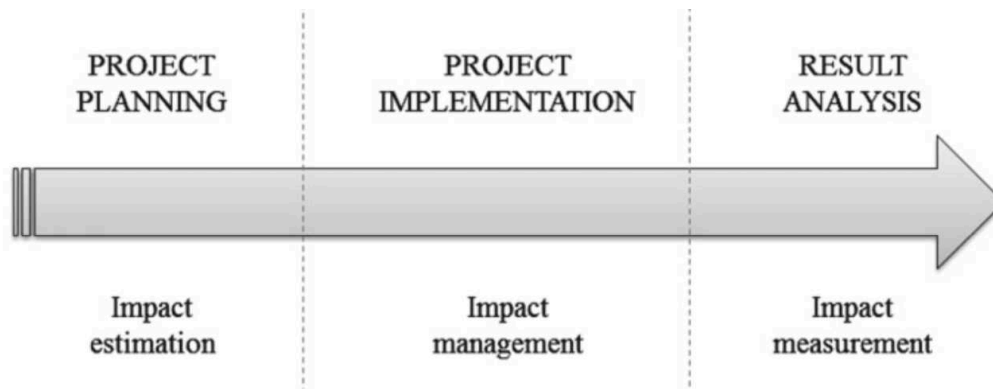 PROJECT
PLANNING
PROJECT
IMPLEMENTATION
RESULT
ANALYSIS
Impact
estimation
Impact
management
Impact
measurement